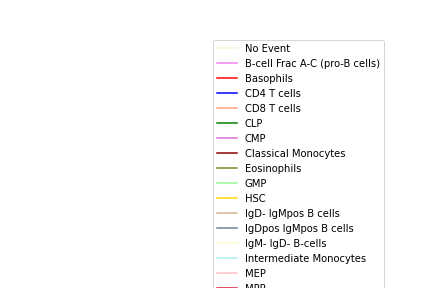 No Event
B-cell Frac A-C (pro-B cells)
Basophils
CD4 T cells
CD8 T cells
CLP
CMP
Classical Monocytes
Eosinophils
GMP
HSC
IgD- IgMpos B cells
IgDpos IgMpos B cells
IgM- IgD- B-cells
Intermediate Monocytes
MEP
MPP